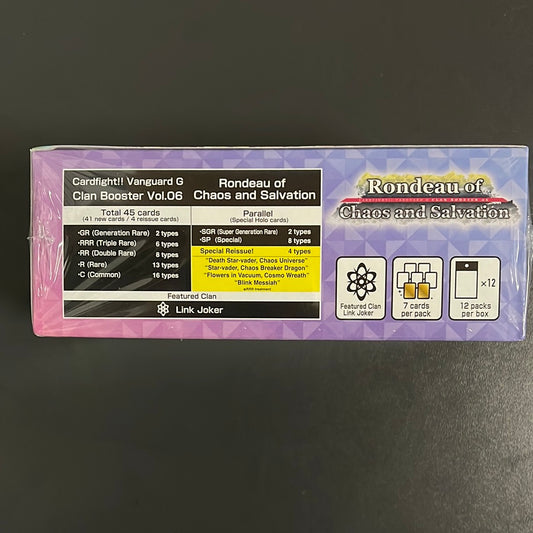 Cardfight!! Vanguard G
Clan Booster Vol.06
Rondeau of
Chaos and Salvation
Total 45 cards
(41 new cards / 4 reissue cards)
Parallel
(Special Holo cards)
·GR (Generation Rare) 2 types
·RRR (Triple Rare) 6 types
·RR (Double Rare) 8 types
·R (Rare) 13 types
·C (Common) 16 types
·SGR (Super Generation Rare) 2 types
·SP (Special) 8 types
Special Reissue! 4 types
"Death Star-vader, Chaos Universe"
"Star-vader, Chaos Breaker Dragon"
"Flowers in Vacuum, Cosmo Wreath"
"Blink Messiah"
Featured Clan
Link Joker
Rondeau of
CARDFIGHT!! VANGUARD G CLAN BOOSTER 06
Chaos and Salvation
Featured Clan
Link Joker
7 cards
per pack
×12
12 packs
per box